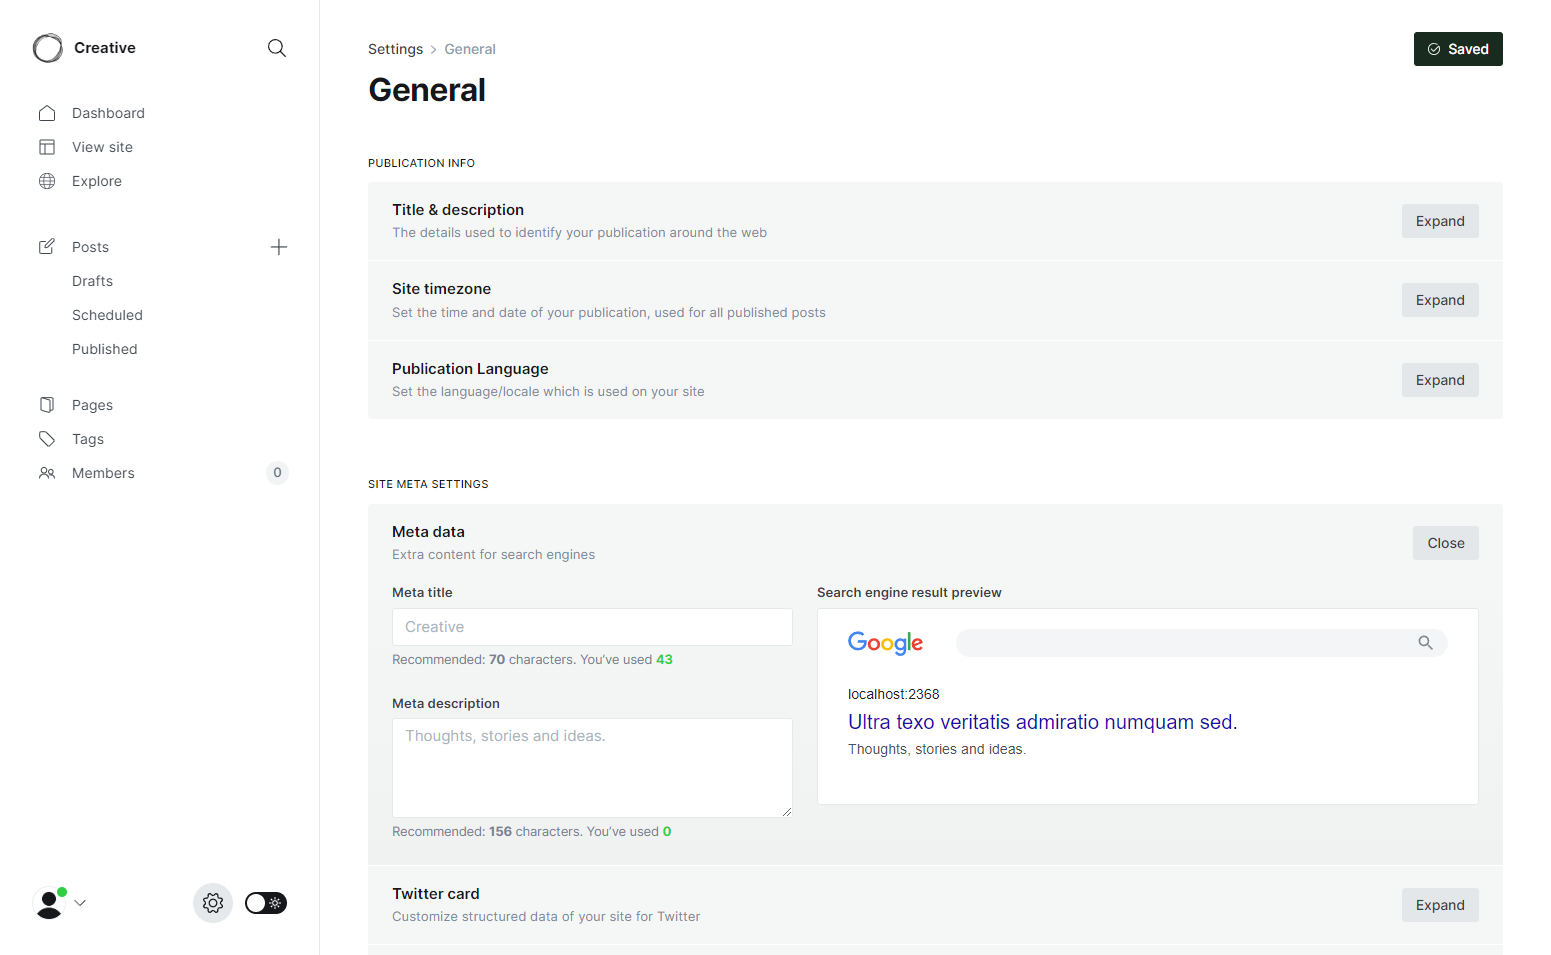 Creative
Dashboard
View site
Explore
Posts
Drafts
Scheduled
Published
Pages
Tags
Members 0
Settings > General
Saved
General
PUBLICATION INFO
Title & description
The details used to identify your publication around the web
Expand
Site timezone
Set the time and date of your publication, used for all published posts
Expand
Publication Language
Set the language/locale which is used on your site
Expand
SITE META SETTINGS
Meta data
Extra content for search engines
Close
Meta title
Creative
Recommended: 70 characters. You've used 43
Meta description
Thoughts, stories and ideas.
Recommended: 156 characters. You've used 0
Search engine result preview
Google
localhost:2368
Ultra texo veritatis admiratio numquam sed.
Thoughts, stories and ideas.
Twitter card
Customize structured data of your site for Twitter
Expand